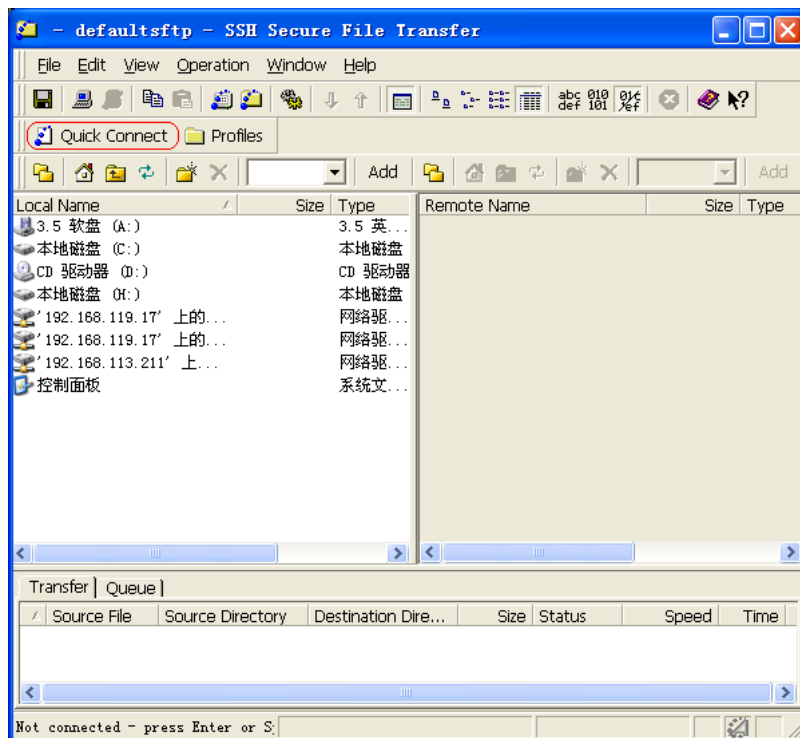 - defaultsftp - SSH Secure File Transfer
File Edit View Operation Window Help
abc def 010 101
Quick Connect Profiles
Add Add
Local Name Size Type Remote Name Size Type
3.5 软盘 (A:) 3.5 英...
本地磁盘 (C:) 本地磁盘
CD 驱动器 (D:) CD 驱动器
本地磁盘 (H:) 本地磁盘
'192.168.119.17' 上的... 网络驱...
'192.168.119.17' 上的... 网络驱...
'192.168.113.211' 上... 网络驱...
控制面板 系统文...
Transfer Queue
Source File Source Directory Destination Dire... Size Status Speed Time
Not connected - press Enter or S